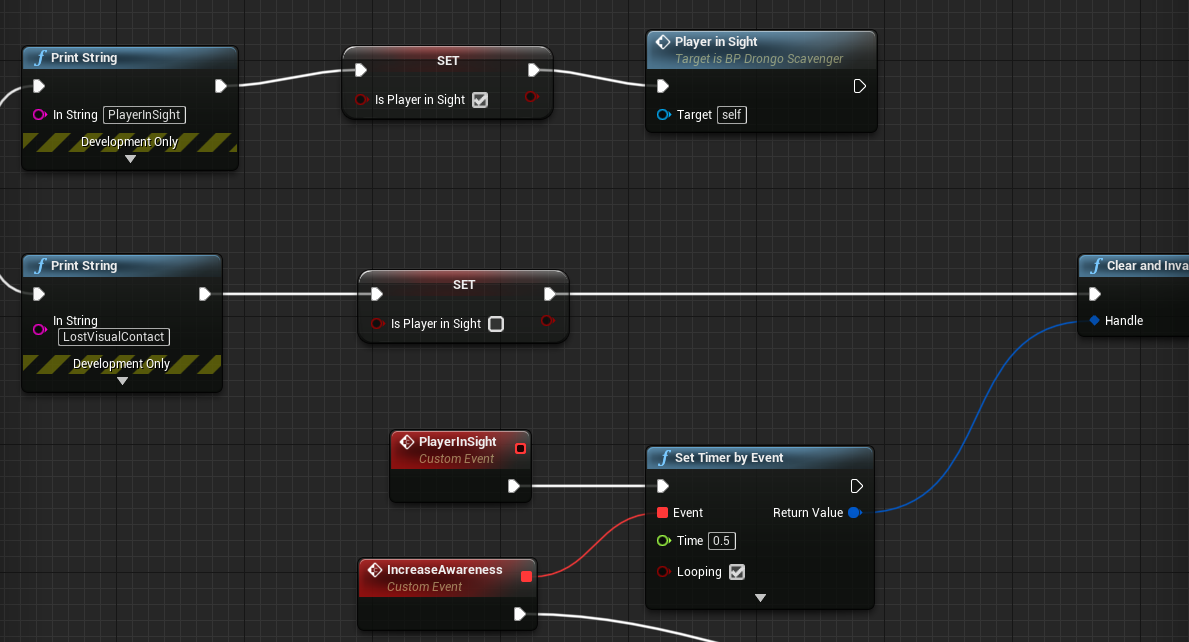 Print String
In String PlayerInSight
Development Only
SET
Is Player in Sight
Player in Sight
Target is BP Drongo Scavenger
Target self
Print String
In String
LostVisualContact
Development Only
SET
Is Player in Sight
Clear and Inva
Handle
PlayerInSight
Custom Event
Set Timer by Event
Event Return Value
Time 0.5
Looping
IncreaseAwareness
Custom Event